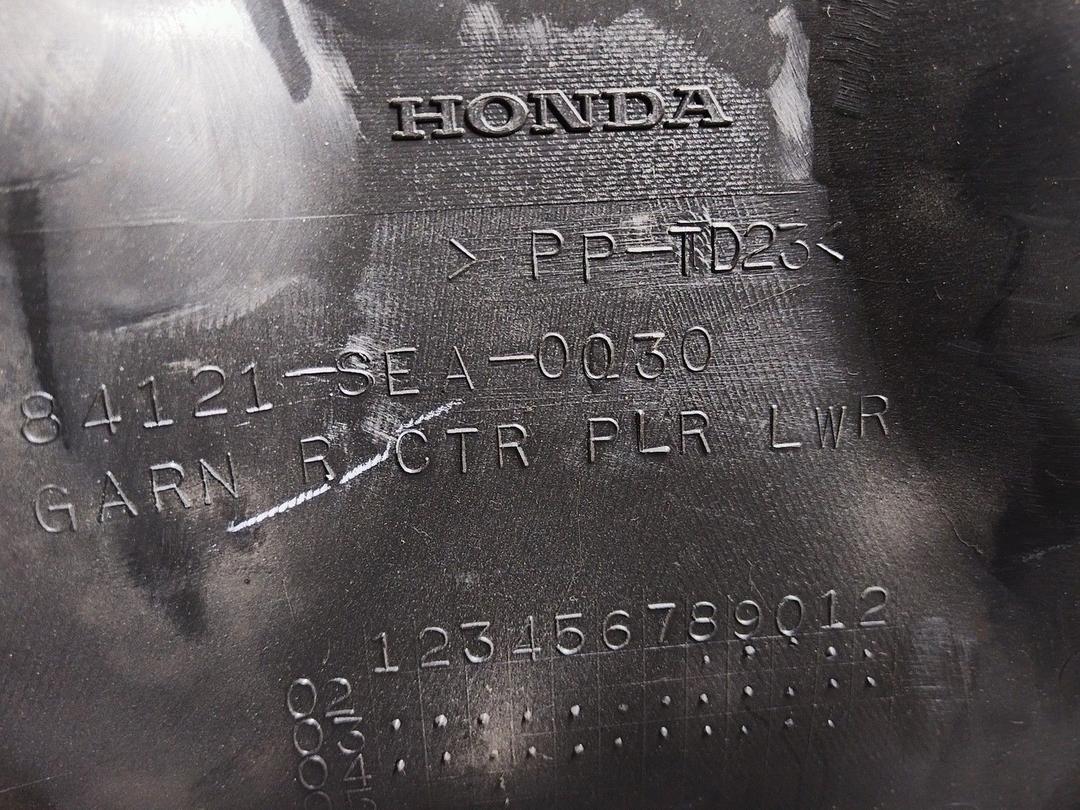 HONDA
> PP-TD23<
84121-SEA-0030
GARN R CTR PLR LWR
123456789012
02
03
04